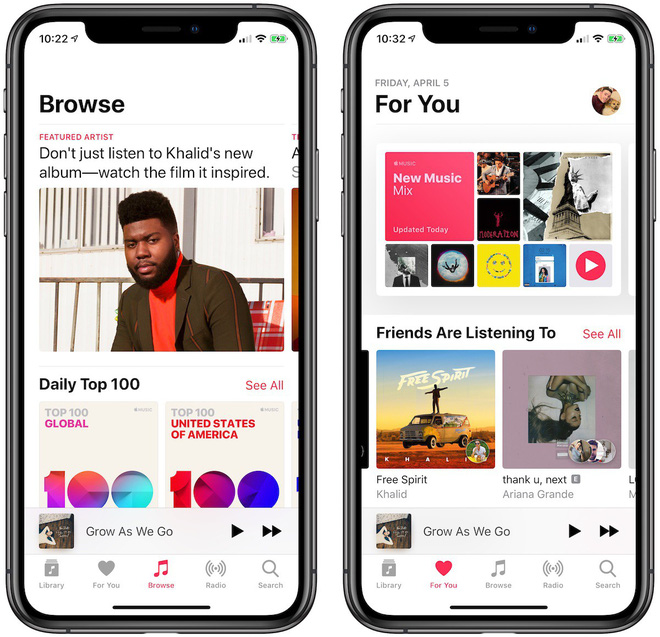 10:22
Browse
FEATURED ARTIST
Don't just listen to Khalid's new
album—watch the film it inspired.
Daily Top 100
See All
TOP 100
MUSIC
GLOBAL
100
TOP 100
MUSIC
UNITED STATES
OF AMERICA
100
Grow As We Go
Library
For You
Browse
Radio
Search
10:32
FRIDAY, APRIL 5
For You
MUSIC
New Music
Mix
Updated Today
MODERATION
Friends Are Listening To
See All
FREE SPIRIT
KHALID
Free Spirit
Khalid
thank u, next E
Ariana Grande
Grow As We Go
Library
For You
Browse
Radio
Search